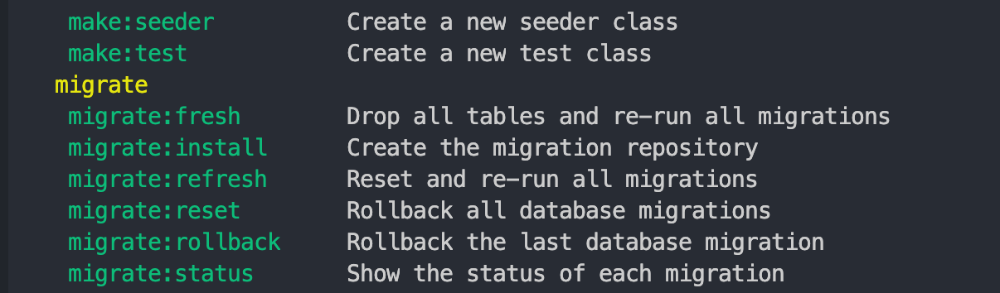 make:seeder Create a new seeder class
make:test Create a new test class
migrate
migrate:fresh Drop all tables and re-run all migrations
migrate:install Create the migration repository
migrate:refresh Reset and re-run all migrations
migrate:reset Rollback all database migrations
migrate:rollback Rollback the last database migration
migrate:status Show the status of each migration